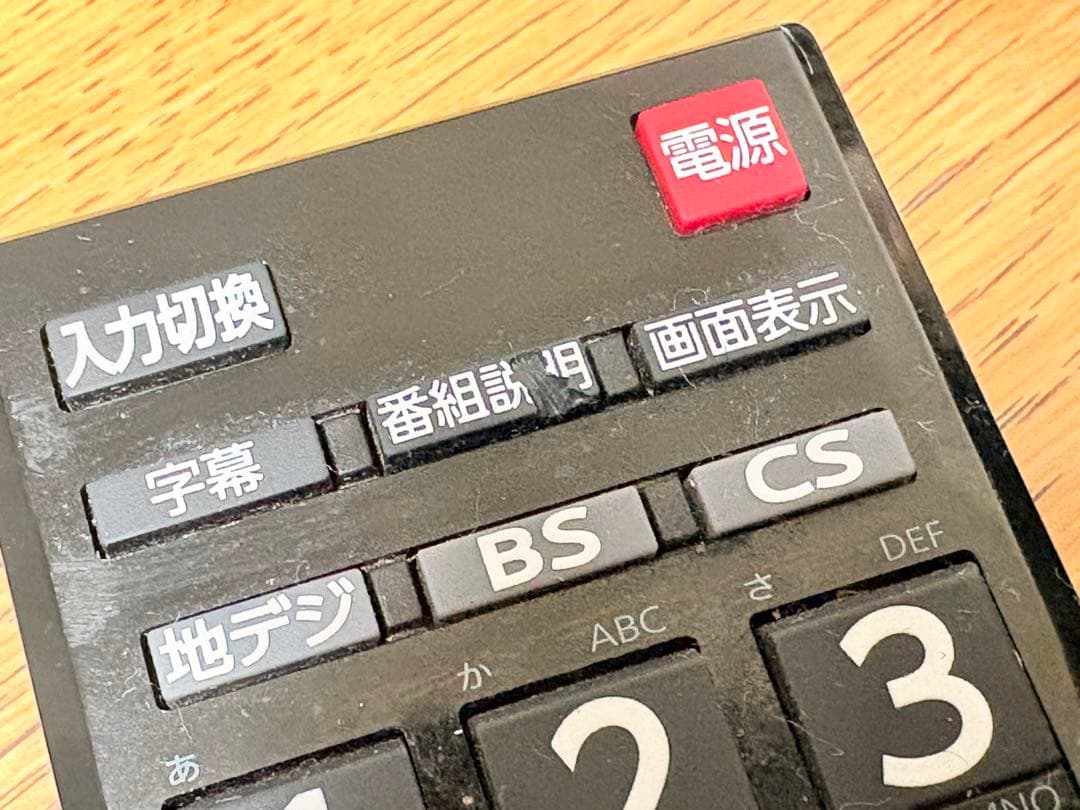 電源
入力切換
字幕 番組説明 画面表示
地デジ BS CS
あ か ABC さ DEF
2 3